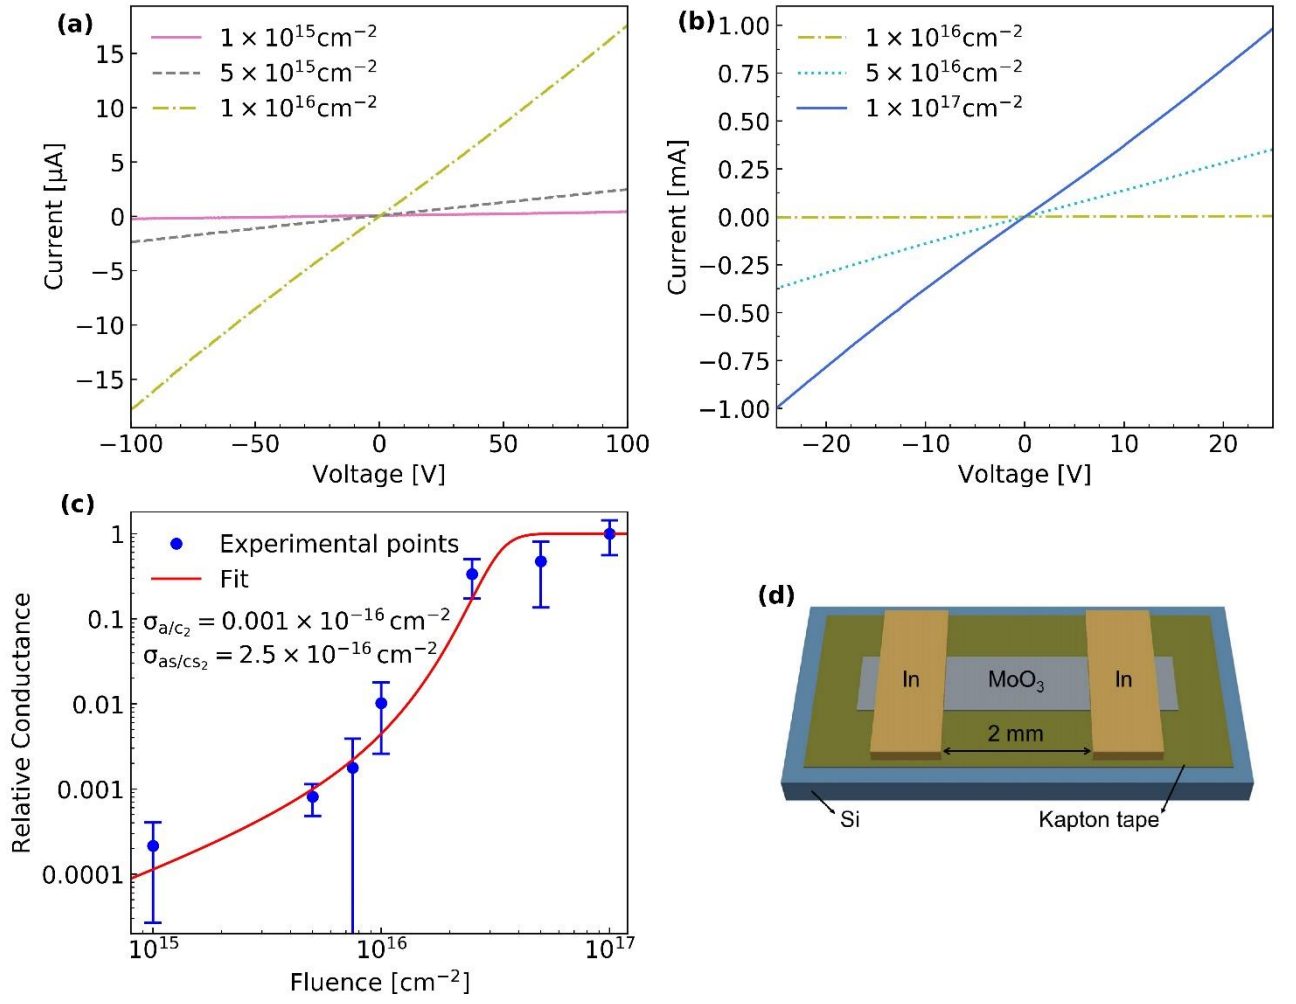 (a)
1 × 10¹⁵cm⁻²
5 × 10¹⁵cm⁻²
1 × 10¹⁶cm⁻²
15
10
5
0
−5
−10
−15
Current [μA]
−100
−50
0
50
100
Voltage [V]
(b)
1 × 10¹⁶cm⁻²
5 × 10¹⁶cm⁻²
1 × 10¹⁷cm⁻²
1.00
0.75
0.50
0.25
0.00
−0.25
−0.50
−0.75
−1.00
Current [mA]
−20
−10
0
10
20
Voltage [V]
(c)
Experimental points
Fit
σa/c₂ = 0.001 × 10⁻¹⁶ cm⁻²
σas/cs₂ = 2.5 × 10⁻¹⁶ cm⁻²
1
0.1
0.01
0.001
0.0001
Relative Conductance
10¹⁵
10¹⁶
10¹⁷
Fluence [cm⁻²]
(d)
In
MoO₃
In
2 mm
Si
Kapton tape